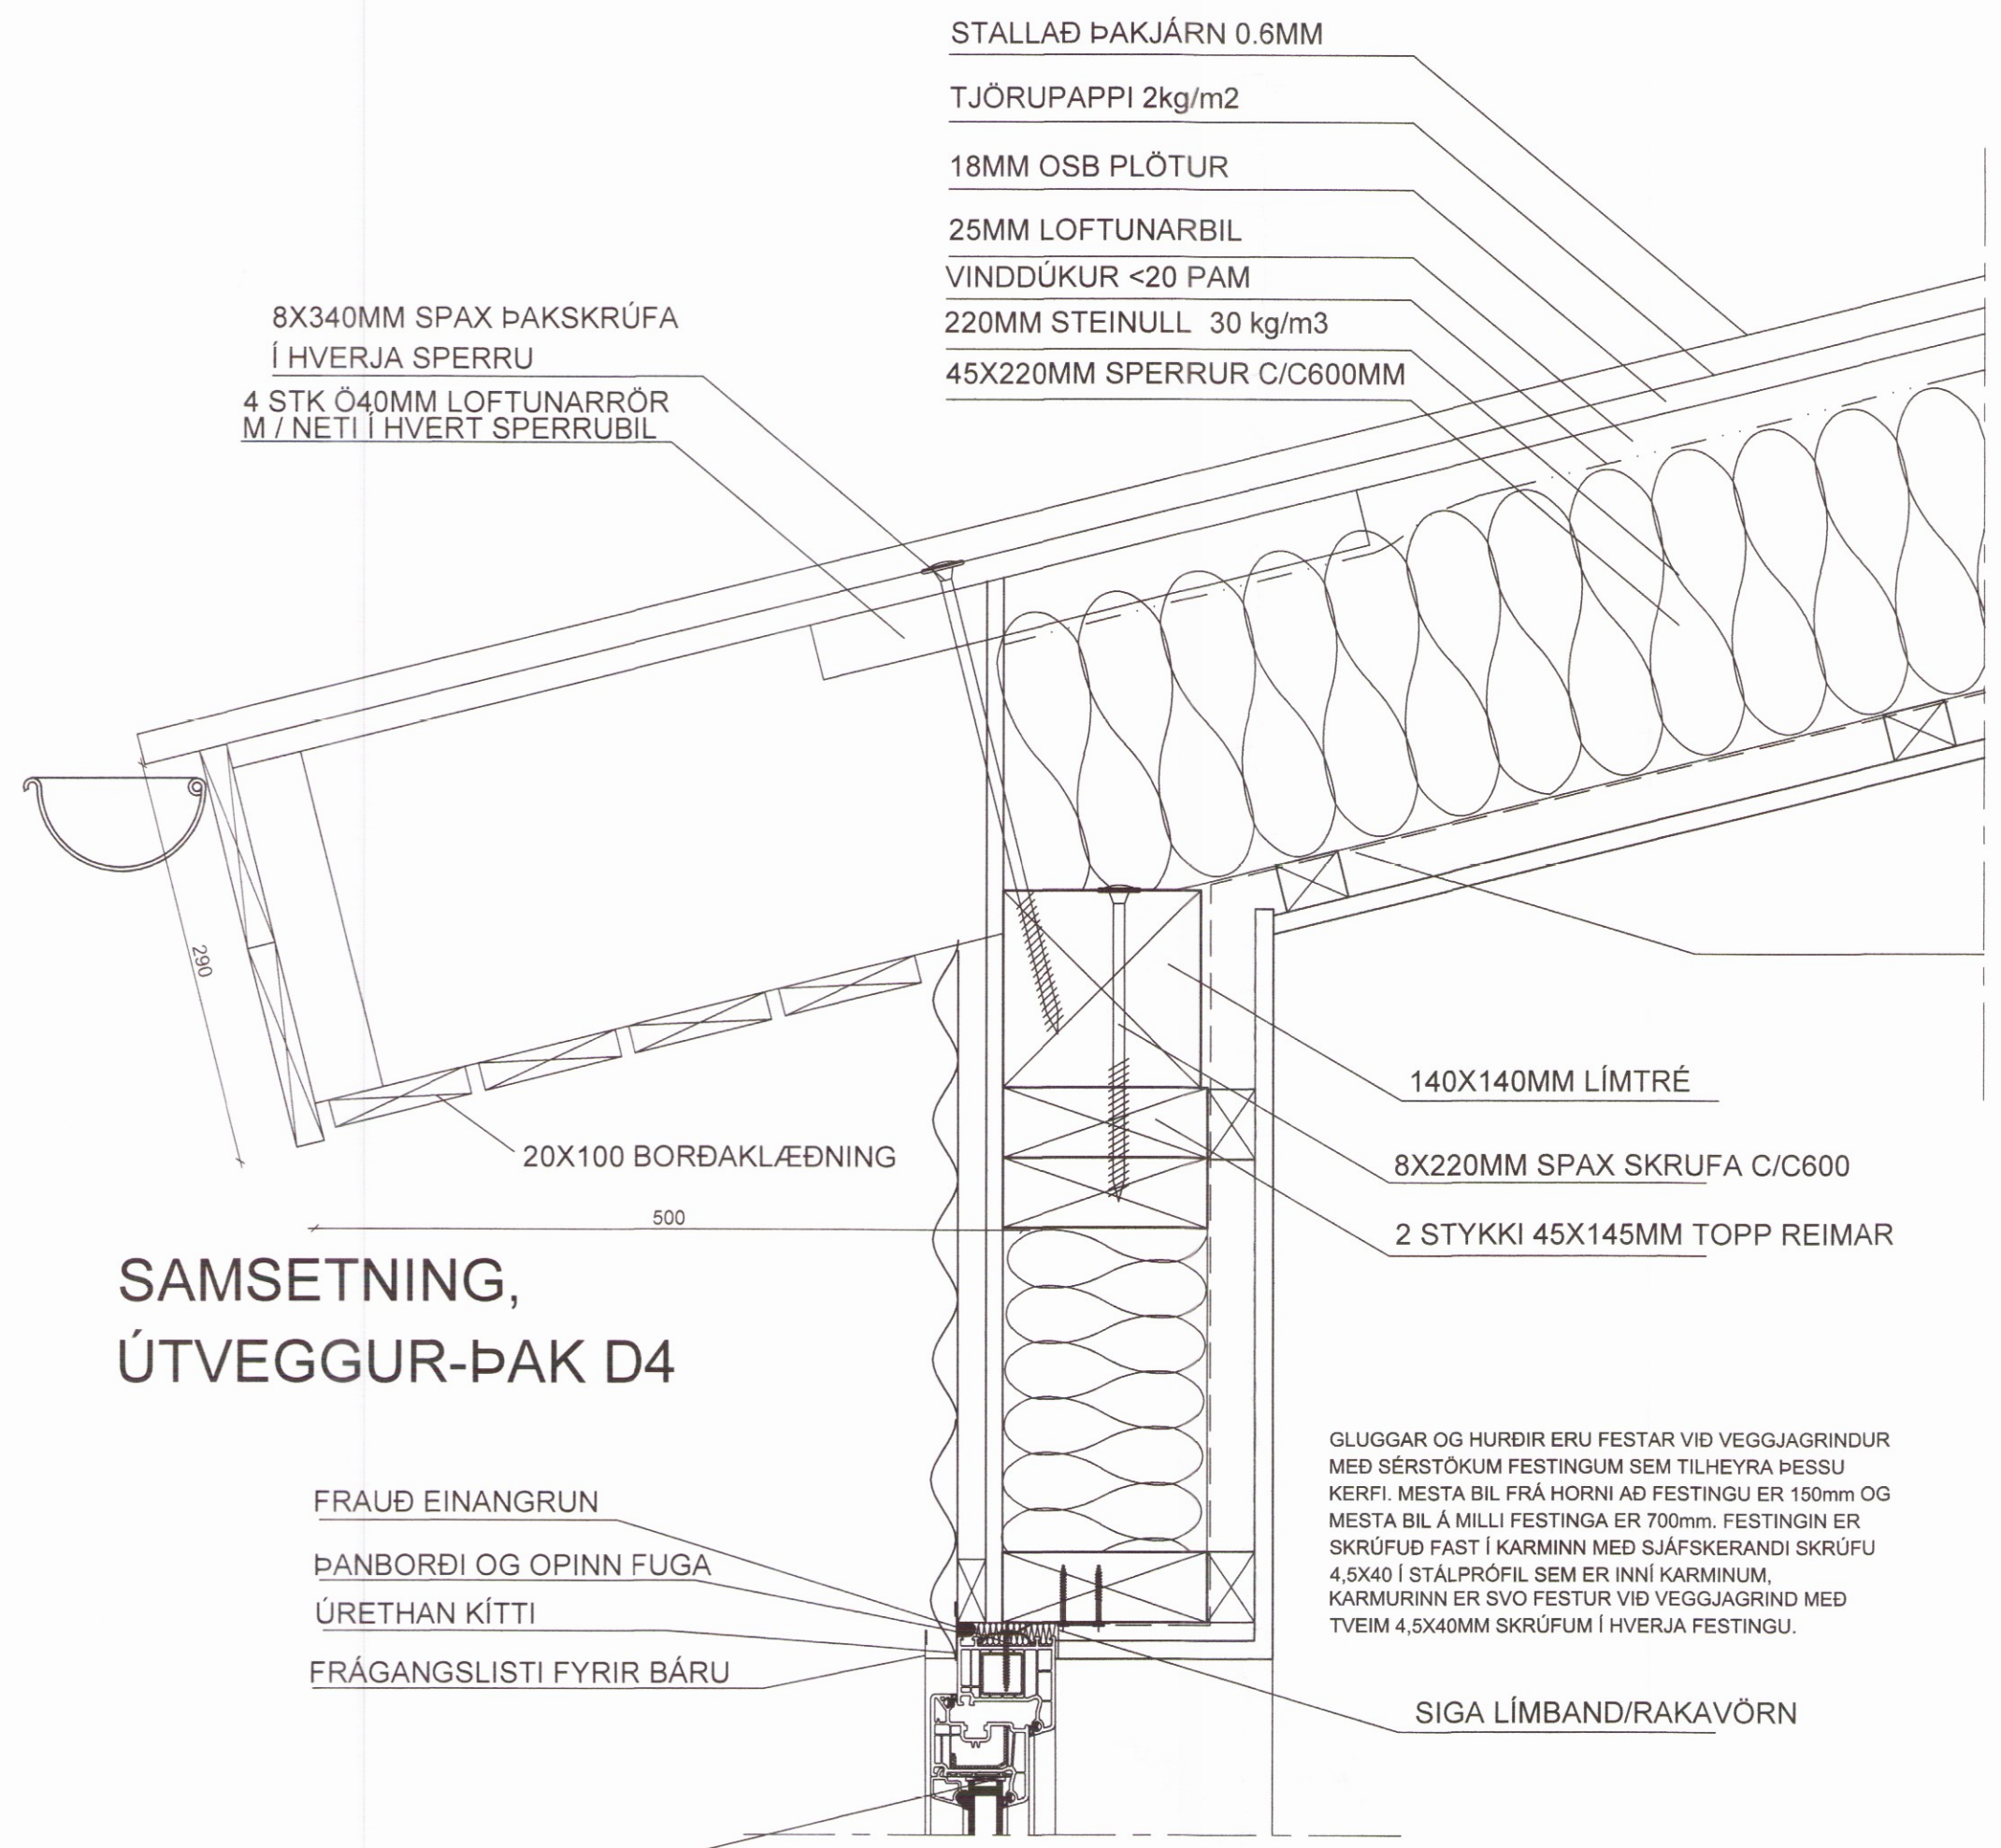 STALLAÐ ÞAKJÁRN 0.6MM
TJÖRUPAPPI 2kg/m2
18MM OSB PLÖTUR
25MM LOFTUNARBIL
VINDDÚKUR <20 PAM
220MM STEINULL 30 kg/m3
45X220MM SPERRUR C/C600MM
8X340MM SPAX ÞAKSKRÚFA
Í HVERJA SPERRU
4 STK Ö40MM LOFTUNARRÖR
M / NETI Í HVERT SPERRUBIL
290
140X140MM LÍMTRÉ
20X100 BORÐAKLÆÐNING
8X220MM SPAX SKRUFA C/C600
500
2 STYKKI 45X145MM TOPP REIMAR
SAMSETNING,
ÚTVEGGUR-ÞAK D4
GLUGGAR OG HURÐIR ERU FESTAR VIÐ VEGGJAGRINDUR
MEÐ SÉRSTÖKUM FESTINGUM SEM TILHEYRA ÞESSU
KERFI. MESTA BIL FRÁ HORNI AÐ FESTINGU ER 150mm OG
MESTA BIL Á MILLI FESTINGA ER 700mm. FESTINGIN ER
SKRÚFUÐ FAST Í KARMINN MEÐ SJÁFSKERANDI SKRÚFU
4,5X40 Í STÁLPRÓFIL SEM ER INNÍ KARMINUM,
KARMURINN ER SVO FESTUR VIÐ VEGGJAGRIND MEÐ
TVEIM 4,5X40MM SKRÚFUM Í HVERJA FESTINGU.
FRAUÐ EINANGRUN
ÞANBORÐI OG OPINN FUGA
ÚRETHAN KÍTTI
FRÁGANGSLISTI FYRIR BÁRU
SIGA LÍMBAND/RAKAVÖRN